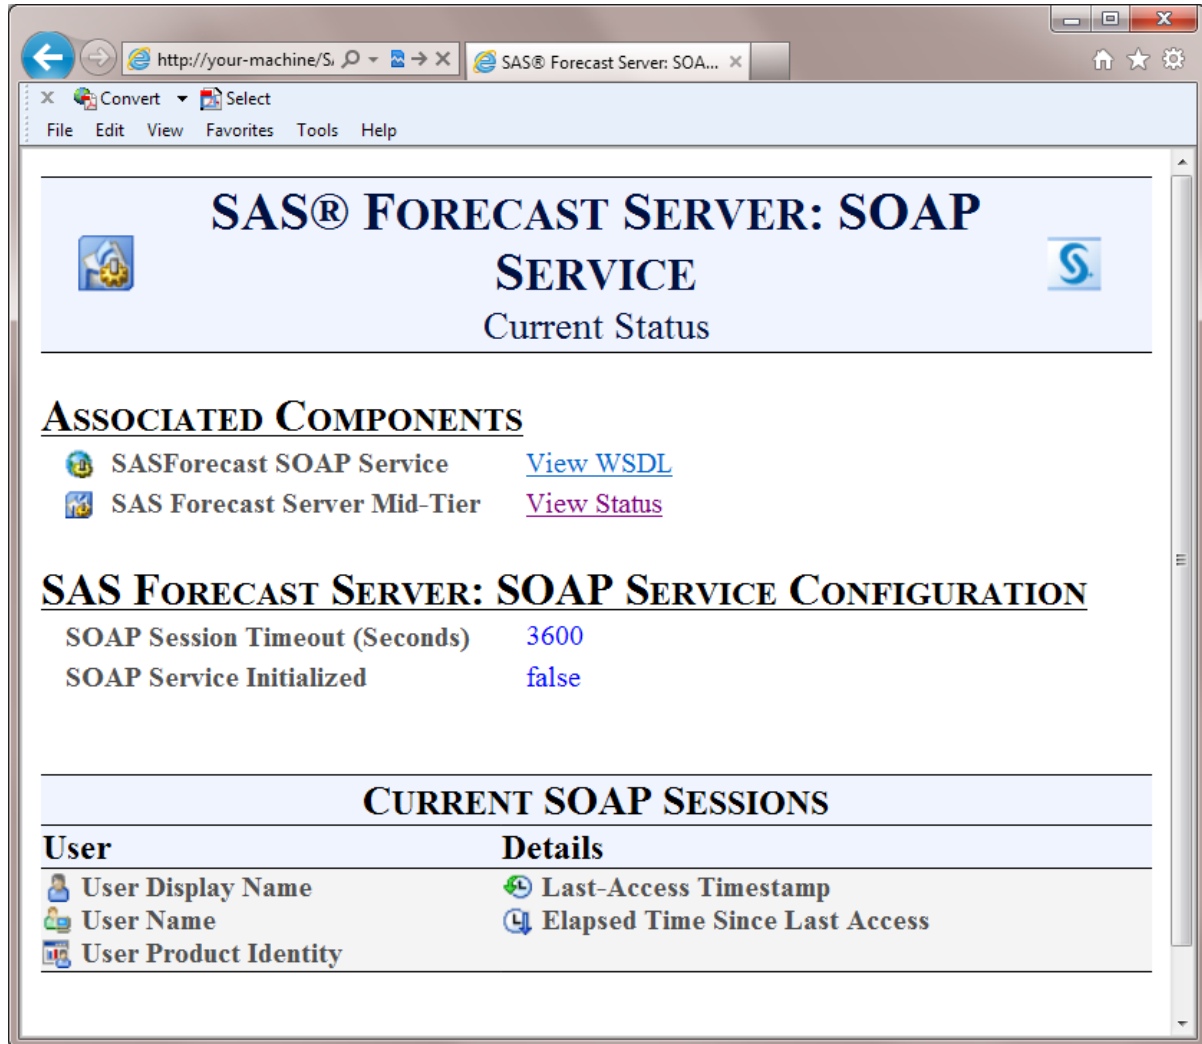 http://your-machine/S
SAS® Forecast Server: SOA...
Convert
Select
File Edit View Favorites Tools Help
SAS® FORECAST SERVER: SOAP
SERVICE
Current Status
ASSOCIATED COMPONENTS
SASForecast SOAP Service View WSDL
SAS Forecast Server Mid-Tier View Status
SAS FORECAST SERVER: SOAP SERVICE CONFIGURATION
SOAP Session Timeout (Seconds) 3600
SOAP Service Initialized false
CURRENT SOAP SESSIONS
User Details
User Display Name Last-Access Timestamp
User Name Elapsed Time Since Last Access
User Product Identity